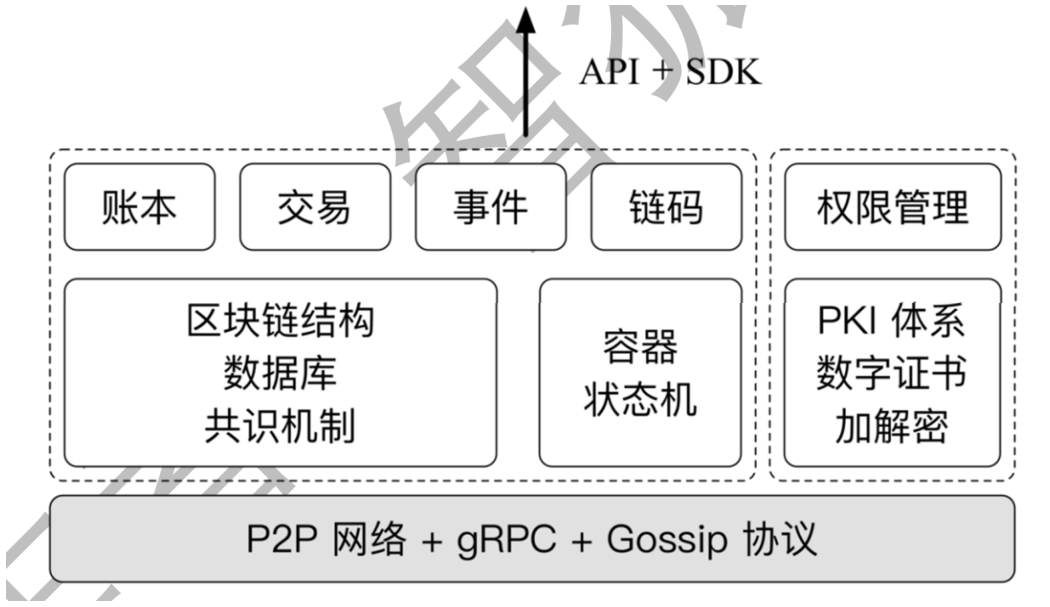 API + SDK
账本 交易 事件 链码 权限管理
区块链结构
数据库
共识机制
容器
状态机
PKI 体系
数字证书
加解密
P2P 网络 + gRPC + Gossip 协议